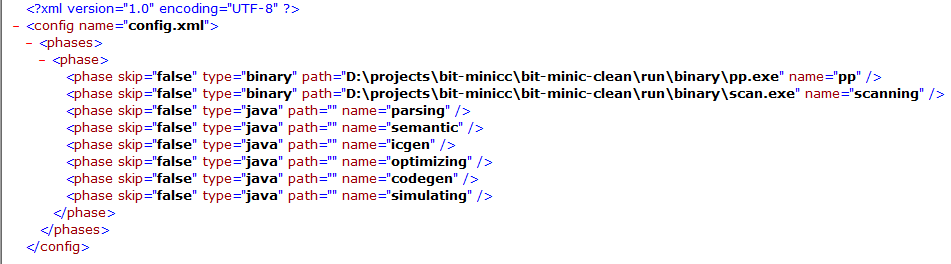 <?xml version="1.0" encoding="UTF-8" ?>
- <config name="config.xml">
- <phases>
- <phase>
<phase skip="false" type="binary" path="D:\projects\bit-minicc\bit-minic-clean\run\binary\pp.exe" name="pp" />
<phase skip="false" type="binary" path="D:\projects\bit-minicc\bit-minic-clean\run\binary\scan.exe" name="scanning" />
<phase skip="false" type="java" path="" name="parsing" />
<phase skip="false" type="java" path="" name="semantic" />
<phase skip="false" type="java" path="" name="icgen" />
<phase skip="false" type="java" path="" name="optimizing" />
<phase skip="false" type="java" path="" name="codegen" />
<phase skip="false" type="java" path="" name="simulating" />
</phase>
</phases>
</config>